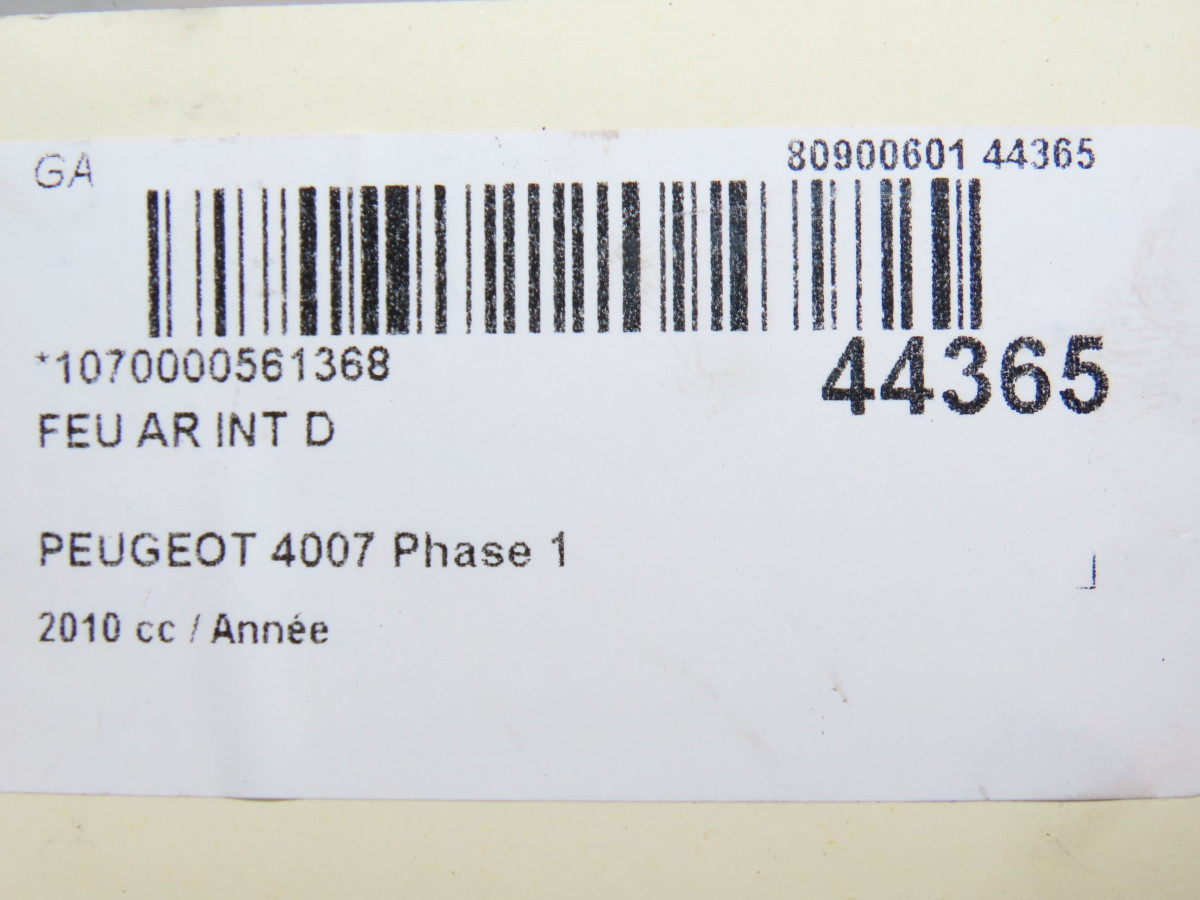 GA
80900601 44365
*1070000561368
44365
FEU AR INT D
PEUGEOT 4007 Phase 1
2010 cc / Année